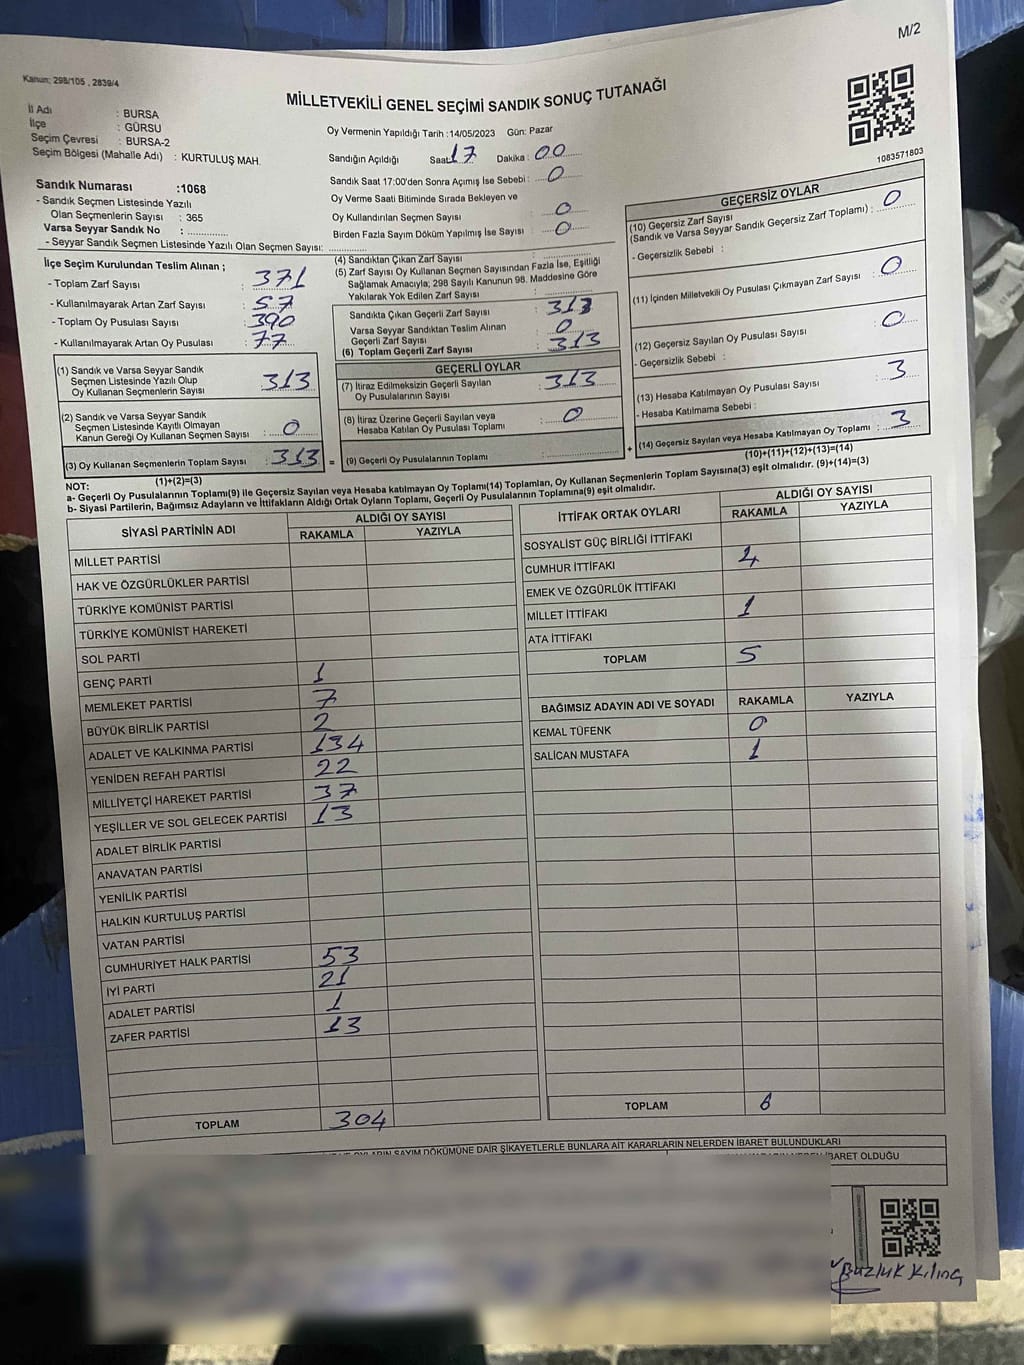 M/2
Kanun: 298/105 , 2839/4
MİLLETVEKİLİ GENEL SEÇİMİ SANDIK SONUÇ TUTANAĞI
İl Adı : BURSA
İlçe : GÜRSU
Seçim Çevresi : BURSA-2
Seçim Bölgesi (Mahalle Adı) : KURTULUŞ MAH.
Sandık Numarası :1068
- Sandık Seçmen Listesinde Yazılı
Olan Seçmenlerin Sayısı : 365
Varsa Seyyar Sandık No :
- Seyyar Sandık Seçmen Listesinde Yazılı Olan Seçmen Sayısı:
Oy Vermenin Yapıldığı Tarih :14/05/2023 Gün: Pazar
Sandığın Açıldığı Saat 17 Dakika : 00
Sandık Saat 17:00'den Sonra Açımış İse Sebebi : 0
Oy Verme Saati Bitiminde Sırada Bekleyen ve
Oy Kullandırılan Seçmen Sayısı : 0
Birden Fazla Sayım Döküm Yapılmış İse Sayısı : 0
1083571803
GEÇERSİZ OYLAR
(10) Geçersiz Zarf Sayısı
(Sandık ve Varsa Seyyar Sandık Geçersiz Zarf Toplamı) : 0
- Geçersizlik Sebebi :
(11) İçinden Milletvekili Oy Pusulası Çıkmayan Zarf Sayısı : 0
(12) Geçersiz Sayılan Oy Pusulası Sayısı : 0
- Geçersizlik Sebebi :
(13) Hesaba Katılmayan Oy Pusulası Sayısı : 3
- Hesaba Katılmama Sebebi :
(14) Geçersiz Sayılan veya Hesaba Katılmayan Oy Toplamı : 3
(10)+(11)+(12)+(13)=(14)
İlçe Seçim Kurulundan Teslim Alınan ;
- Toplam Zarf Sayısı : 371
- Kullanılmayarak Artan Zarf Sayısı : 57
- Toplam Oy Pusulası Sayısı : 390
- Kullanılmayarak Artan Oy Pusulası : 77
(1) Sandık ve Varsa Seyyar Sandık
Seçmen Listesinde Yazılı Olup
Oy Kullanan Seçmenlerin Sayısı : 313
(2) Sandık ve Varsa Seyyar Sandık
Seçmen Listesinde Kayıtlı Olmayan
Kanun Gereği Oy Kullanan Seçmen Sayısı : 0
(3) Oy Kullanan Seçmenlerin Toplam Sayısı : 313 =
(1)+(2)=(3)
(4) Sandıktan Çıkan Zarf Sayısı :
(5) Zarf Sayısı Oy Kullanan Seçmen Sayısından Fazla İse, Eşitliği
Sağlamak Amacıyla; 298 Sayılı Kanunun 98. Maddesine Göre
Yakılarak Yok Edilen Zarf Sayısı :
Sandıkta Çıkan Geçerli Zarf Sayısı : 313
Varsa Seyyar Sandıktan Teslim Alınan
Geçerli Zarf Sayısı : 0
(6) Toplam Geçerli Zarf Sayısı : 313
GEÇERLİ OYLAR
(7) İtiraz Edilmeksizin Geçerli Sayılan
Oy Pusulalarının Sayısı : 313
(8) İtiraz Üzerine Geçerli Sayılan veya
Hesaba Katılan Oy Pusulası Toplamı : 0
(9) Geçerli Oy Pusulalarının Toplamı : +
NOT:
a- Geçerli Oy Pusulalarının Toplamı(9) ile Geçersiz Sayılan veya Hesaba katılmayan Oy Toplamı(14) Toplamları, Oy Kullanan Seçmenlerin Toplam Sayısına(3) eşit olmalıdır. (9)+(14)=(3)
b- Siyasi Partilerin, Bağımsız Adayların ve İttifakların Aldığı Ortak Oyların Toplamı, Geçerli Oy Pusulalarının Toplamına(9) eşit olmalıdır.
SİYASİ PARTİNİN ADI
ALDIĞI OY SAYISI
RAKAMLA YAZIYLA
MİLLET PARTİSİ
HAK VE ÖZGÜRLÜKLER PARTİSİ
TÜRKİYE KOMÜNİST PARTİSİ
TÜRKİYE KOMÜNİST HAREKETİ
SOL PARTİ
GENÇ PARTİ 1
MEMLEKET PARTİSİ 7
BÜYÜK BİRLİK PARTİSİ 2
ADALET VE KALKINMA PARTİSİ 134
YENİDEN REFAH PARTİSİ 22
MİLLİYETÇİ HAREKET PARTİSİ 37
YEŞİLLER VE SOL GELECEK PARTİSİ 13
ADALET BİRLİK PARTİSİ
ANAVATAN PARTİSİ
YENİLİK PARTİSİ
HALKIN KURTULUŞ PARTİSİ
VATAN PARTİSİ
CUMHURİYET HALK PARTİSİ 53
İYİ PARTİ 21
ADALET PARTİSİ 1
ZAFER PARTİSİ 13
TOPLAM 304
İTTİFAK ORTAK OYLARI
ALDIĞI OY SAYISI
RAKAMLA YAZIYLA
SOSYALİST GÜÇ BİRLİĞİ İTTİFAKI
CUMHUR İTTİFAKI 4
EMEK VE ÖZGÜRLÜK İTTİFAKI
MİLLET İTTİFAKI 1
ATA İTTİFAKI
TOPLAM 5
BAĞIMSIZ ADAYIN ADI VE SOYADI RAKAMLA YAZIYLA
KEMAL TÜFENK 0
SALİCAN MUSTAFA 1
TOPLAM 6
OYLARIN SAYIM DÖKÜMÜNE DAİR ŞİKAYETLERLE BUNLARA AİT KARARLARIN NELERDEN İBARET BULUNDUKLARI
İBARET OLDUĞU
Buzluk Kılınç